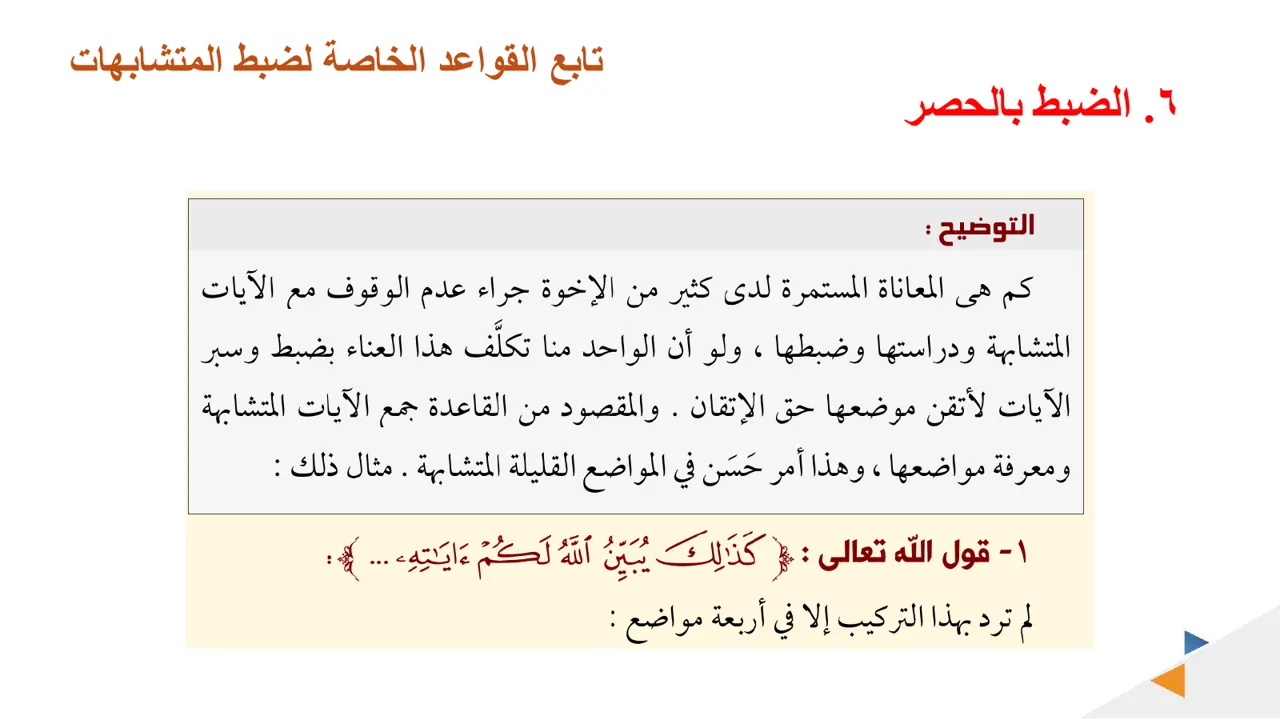 تابع القواعد الخاصة لضبط المتشابهات
٦. الضبط بالحصر
التوضيح :
كم هى المعاناة المستمرة لدى كثير من الإخوة جراء عدم الوقوف مع الآيات
المتشابهة ودراستها وضبطها ، ولو أن الواحد منا تكلَّف هذا العناء بضبط وسبر
الآيات لأتقن موضعها حق الإتقان . والمقصود من القاعدة جمع الآيات المتشابهة
ومعرفة مواضعها ، وهذا أمر حَسَن في المواضع القليلة المتشابهة . مثال ذلك :
١- قول الله تعالى : ﴿ كَذَٰلِكَ يُبَيِّنُ ٱللَّهُ لَكُمْ ءَايَـٰتِهِۦ ... ﴾ :
لم ترد بهذا التركيب إلا في أربعة مواضع :